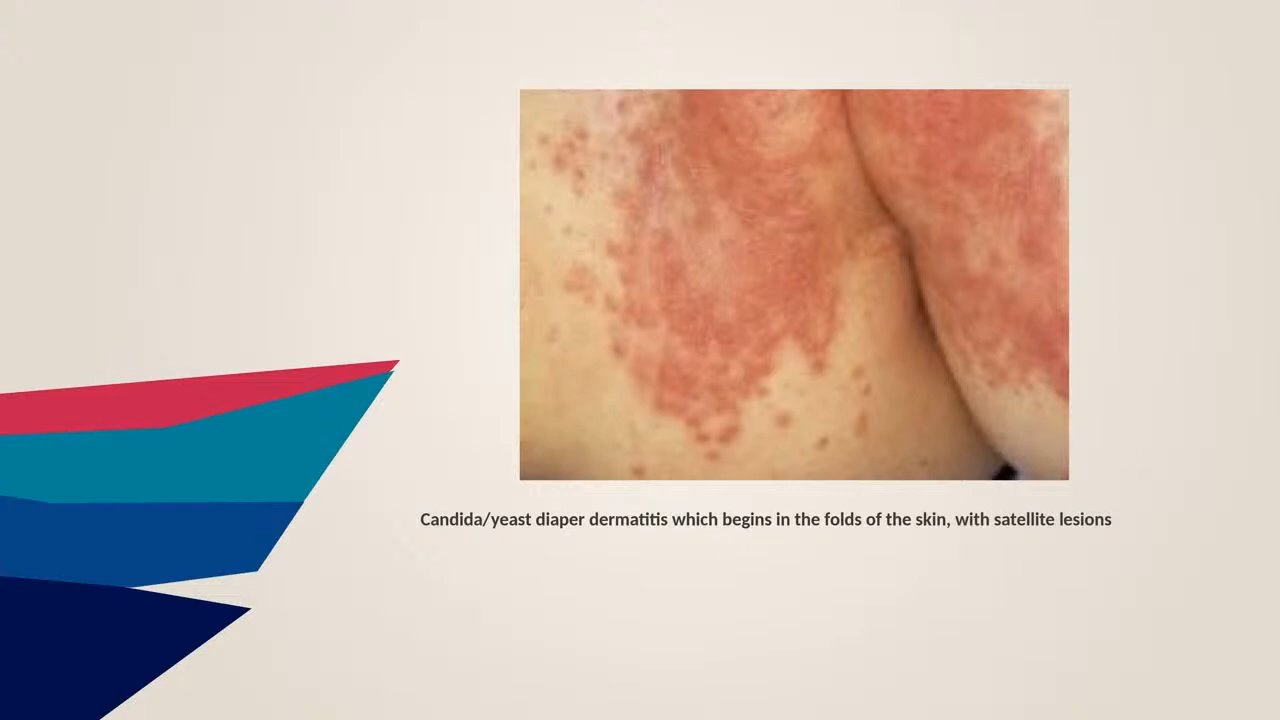 Candida/yeast diaper dermatitis which begins in the folds of the skin, with satellite lesions